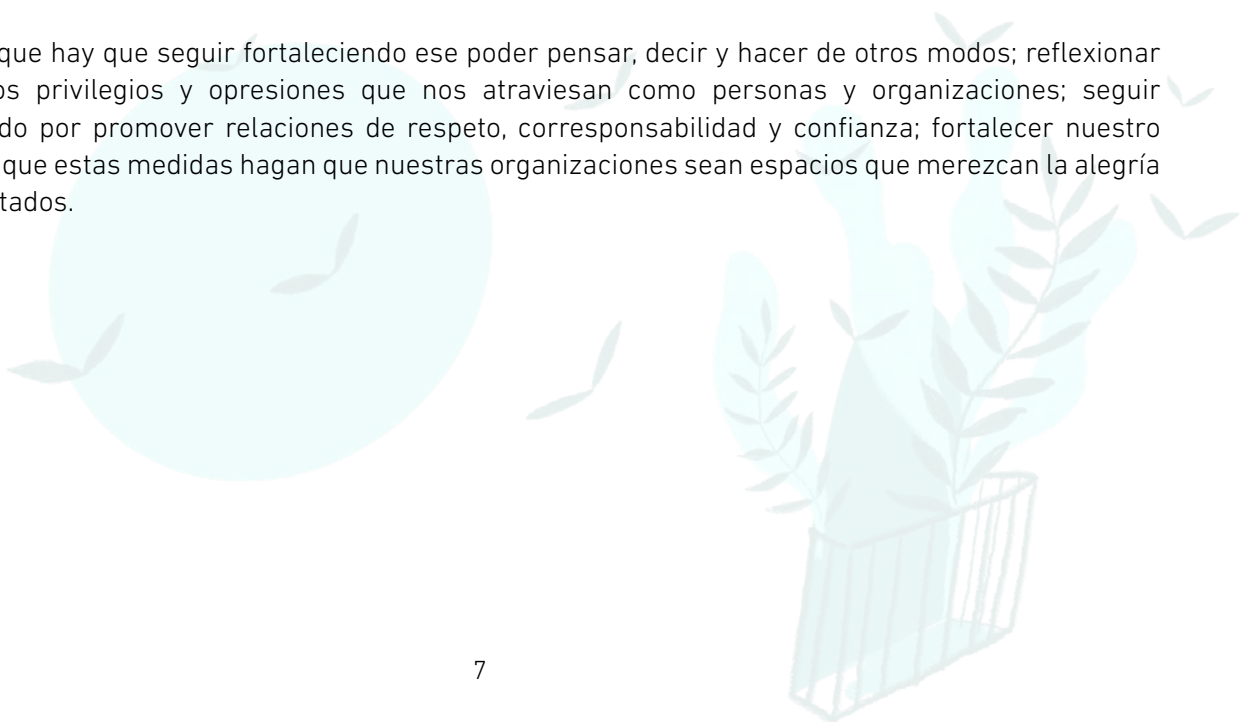 que hay que seguir fortaleciendo ese poder pensar, decir y hacer de otros modos; reflexionar
os privilegios y opresiones que nos atraviesan como personas y organizaciones; seguir
do por promover relaciones de respeto, corresponsabilidad y confianza; fortalecer nuestro
que estas medidas hagan que nuestras organizaciones sean espacios que merezcan la alegría
tados.
7